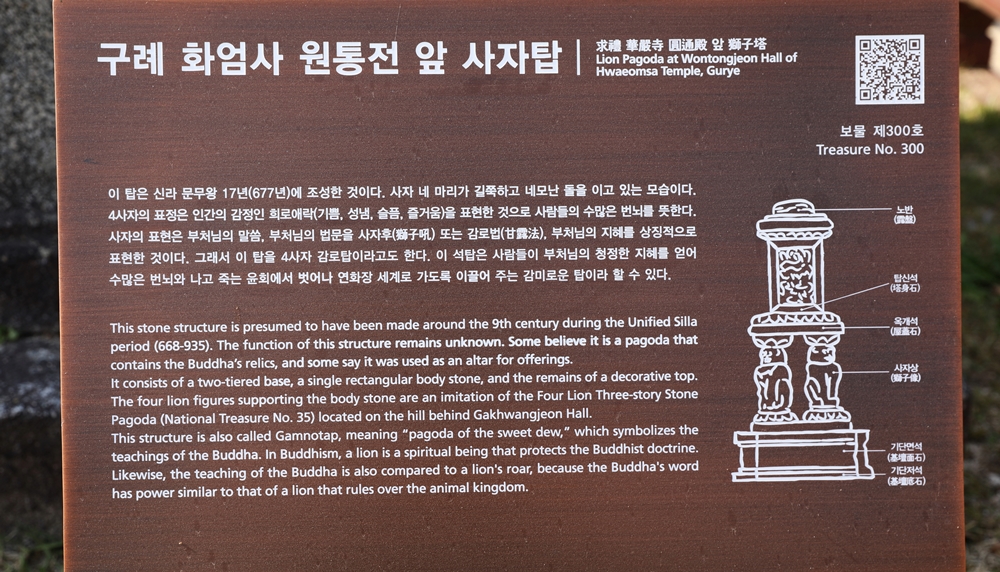 구례 화엄사 원통전 앞 사자탑
求禮 華嚴寺 圓通殿 앞 獅子塔
Lion Pagoda at Wontongjeon Hall of
Hwaeomsa Temple, Gurye
보물 제300호
Treasure No. 300
이 탑은 신라 문무왕 17년(677년)에 조성한 것이다. 사자 네 마리가 길쭉하고 네모난 돌을 이고 있는 모습이다.
4사자의 표정은 인간의 감정인 희로애락(기쁨, 성냄, 슬픔, 즐거움)을 표현한 것으로 사람들의 수많은 번뇌를 뜻한다.
사자의 표현은 부처님의 말씀, 부처님의 법문을 사자후(獅子吼) 또는 감로법(甘露法), 부처님의 지혜를 상징적으로
표현한 것이다. 그래서 이 탑을 4사자 감로탑이라고도 한다. 이 석탑은 사람들이 부처님의 청정한 지혜를 얻어
수많은 번뇌와 나고 죽는 윤회에서 벗어나 연화장 세계로 가도록 이끌어 주는 감미로운 탑이라 할 수 있다.
This stone structure is presumed to have been made around the 9th century during the Unified Silla
period (668-935). The function of this structure remains unknown. Some believe it is a pagoda that
contains the Buddha's relics, and some say it was used as an altar for offerings.
It consists of a two-tiered base, a single rectangular body stone, and the remains of a decorative top.
The four lion figures supporting the body stone are an imitation of the Four Lion Three-story Stone
Pagoda (National Treasure No. 35) located on the hill behind Gakhwangjeon Hall.
This structure is also called Gamnotap, meaning “pagoda of the sweet dew,” which symbolizes the
teachings of the Buddha. In Buddhism, a lion is a spiritual being that protects the Buddhist doctrine.
Likewise, the teaching of the Buddha is also compared to a lion's roar, because the Buddha's word
has power similar to that of a lion that rules over the animal kingdom.
노반
(露盤)
탑신석
(塔身石)
옥개석
(屋蓋石)
사자상
(獅子像)
기단면석
(基壇面石)
기단저석
(基壇底石)